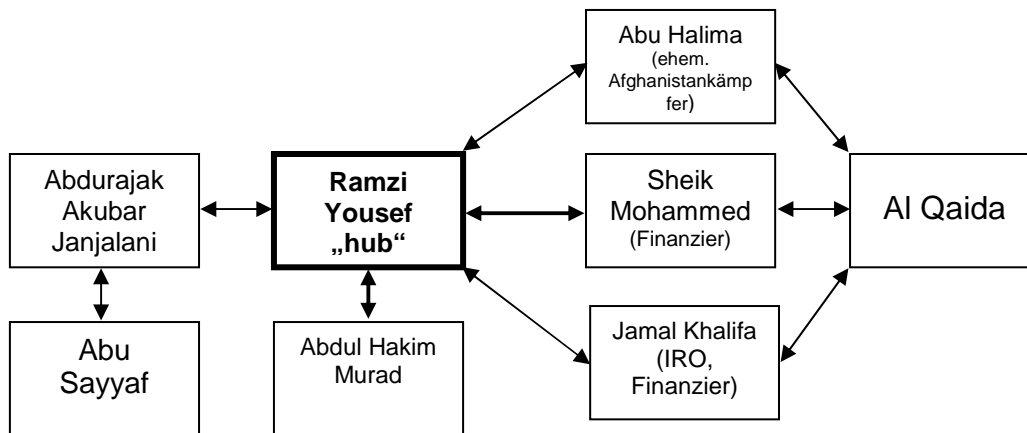 Abu Halima
(ehem.
Afghanistankämp
fer)
Abdurajak
Akubar
Janjalani
Ramzi
Yousef
„hub“
Sheik
Mohammed
(Finanzier)
Al Qaida
Abu
Sayyaf
Abdul Hakim
Murad
Jamal Khalifa
(IRO,
Finanzier)